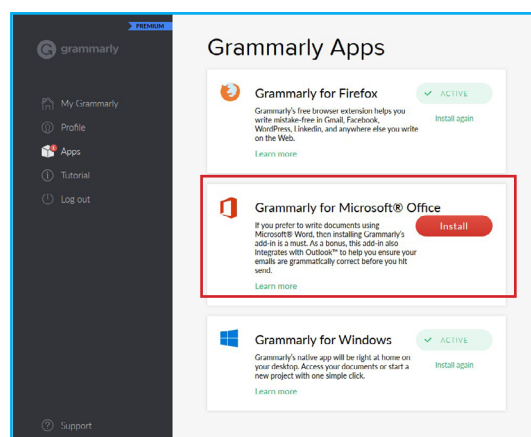 PREMIUM
grammarly
My Grammarly
Profile
Apps
Tutorial
Log out
Support
Grammarly Apps
Grammarly for Firefox
Grammarly's free browser extension helps you
write mistake-free in Gmail, Facebook,
WordPress, Linkedin, and anywhere else you write
on the Web.
Learn more
ACTIVE
Install again
Grammarly for Microsoft® Office
If you prefer to write documents using
Microsoft® Word, then installing Grammarly's
add-in is a must. As a bonus, this add-in also
integrates with Outlook™ to help you ensure your
emails are grammatically correct before you hit
send.
Learn more
Install
Grammarly for Windows
Grammarly's native app will be right at home on
your desktop. Access your documents or start a
new project with one simple click.
Learn more
ACTIVE
Install again